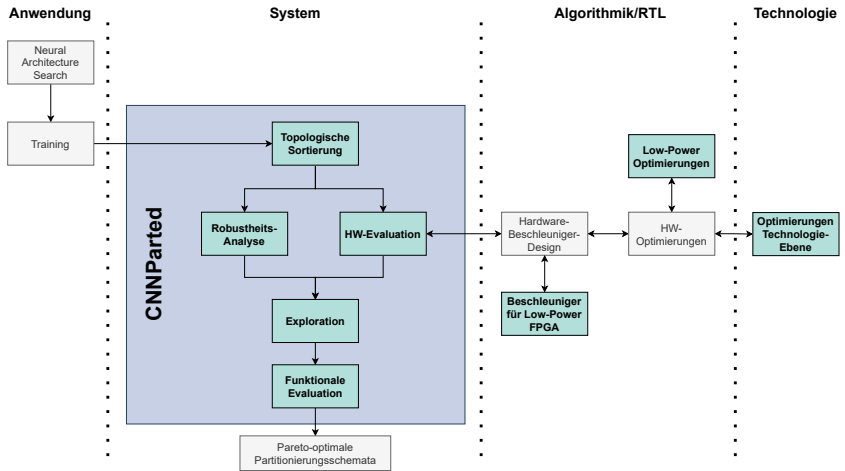 Anwendung
System
Algorithmik/RTL
Technologie
Neural
Architecture
Search
Training
CNNParted
Topologische
Sortierung
Robustheits-
Analyse
HW-Evaluation
Exploration
Funktionale
Evaluation
Pareto-optimale
Partitionierungsschemata
Hardware-
Beschleuniger-
Design
Beschleuniger
für Low-Power
FPGA
Low-Power
Optimierungen
HW-
Optimierungen
Optimierungen
Technologie-
Ebene